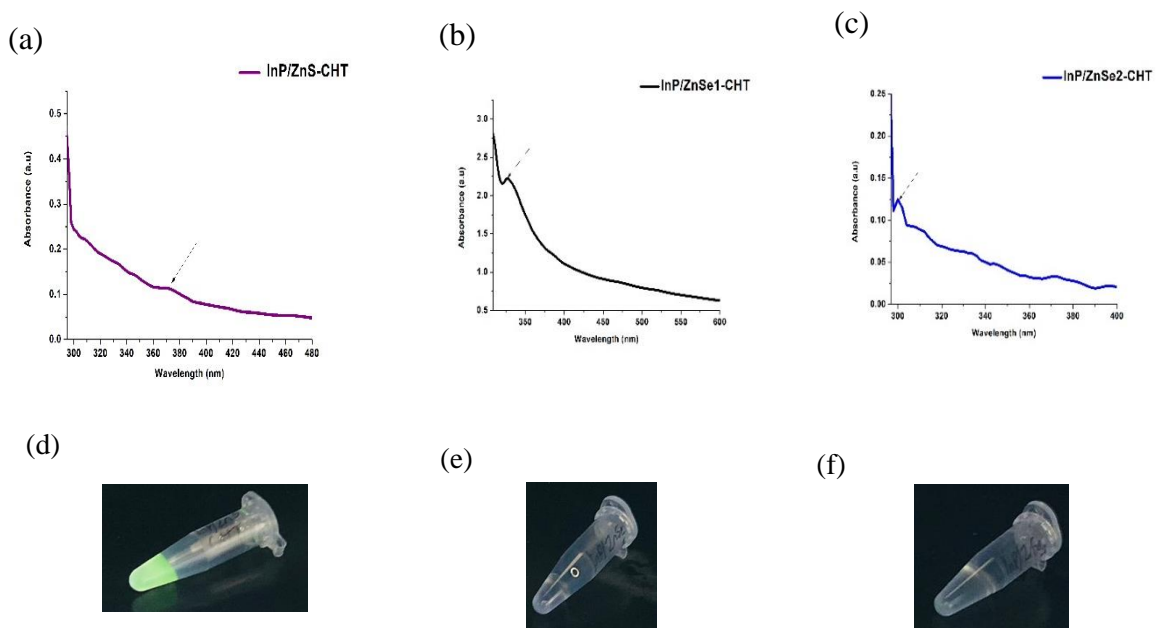 (a)
InP/ZnS-CHT
0.5
0.4
0.3
0.2
0.1
0.0
Absorbance (a.u)
300 320 340 360 380 400 420 440 460 480
Wavelength (nm)
(b)
InP/ZnSe1-CHT
3.0
2.5
2.0
1.5
1.0
0.5
Absorbance (a.u)
350 400 450 500 550 600
Wavelength (nm)
(c)
InP/ZnSe2-CHT
0.25
0.20
0.15
0.10
0.05
0.00
Absorbance (a.u)
300 320 340 360 380 400
Wavelength (nm)
(d)
(e)
(f)